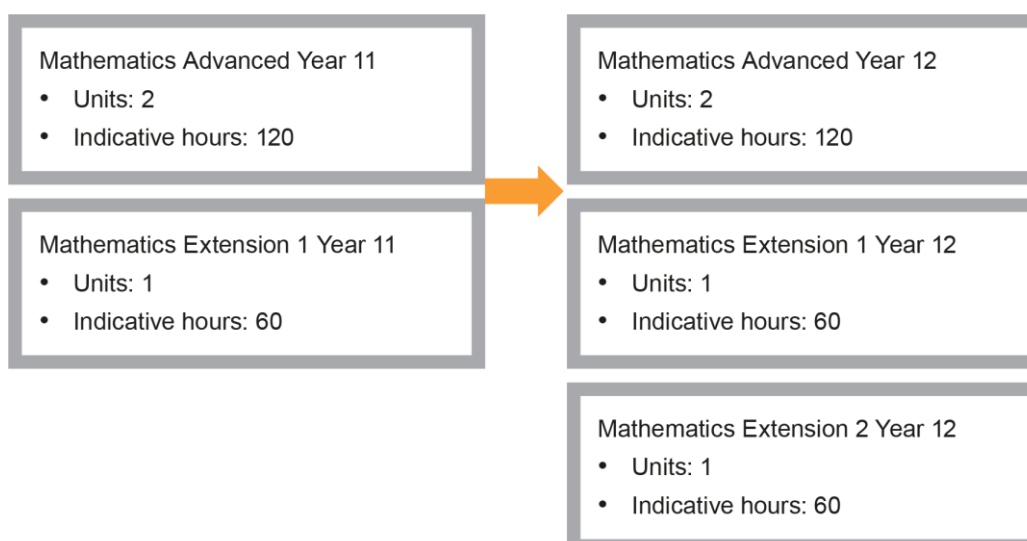 Mathematics Advanced Year 11
• Units: 2
• Indicative hours: 120
Mathematics Extension 1 Year 11
• Units: 1
• Indicative hours: 60
Mathematics Advanced Year 12
• Units: 2
• Indicative hours: 120
Mathematics Extension 1 Year 12
• Units: 1
• Indicative hours: 60
Mathematics Extension 2 Year 12
• Units: 1
• Indicative hours: 60